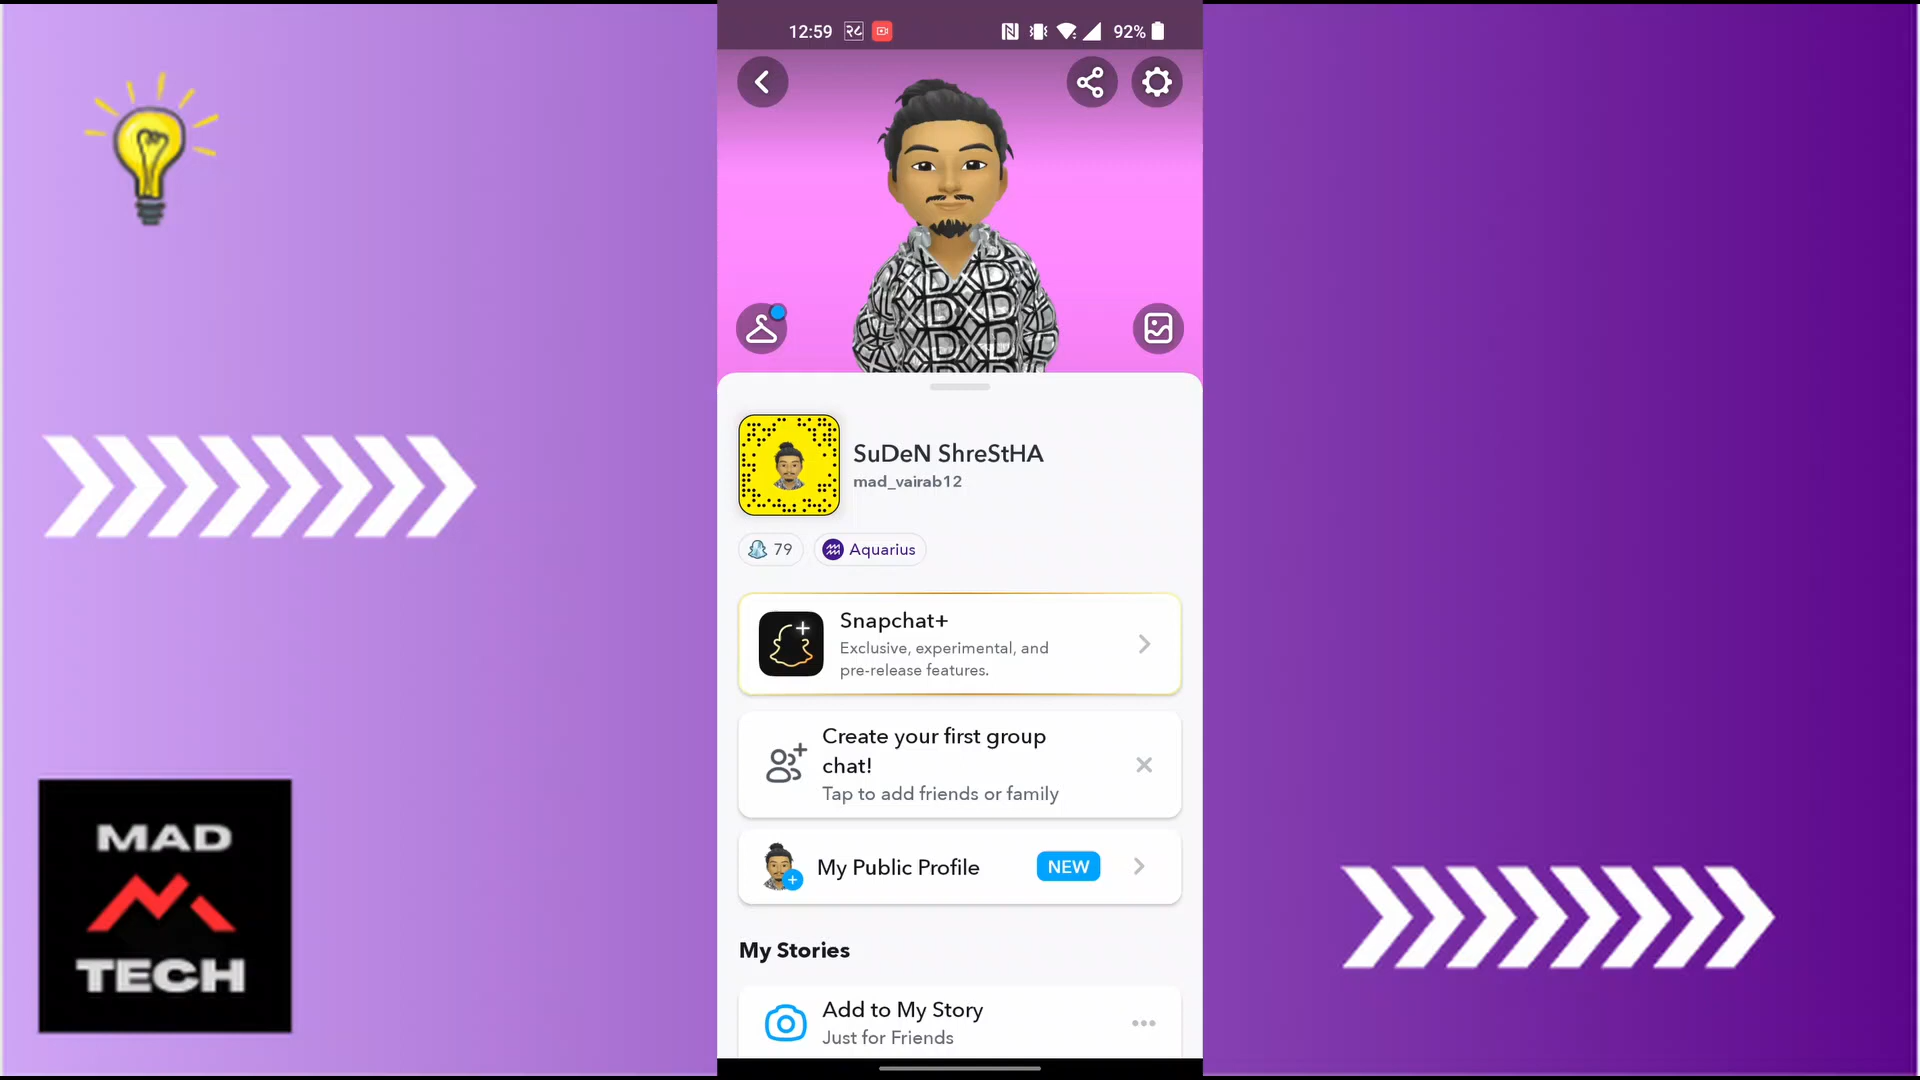 12:59
92%
SuDeN ShreStHA
mad_vairab12
79
Aquarius
Snapchat+
Exclusive, experimental, and
pre-release features.
Create your first group
chat!
Tap to add friends or family
My Public Profile
NEW
My Stories
Add to My Story
Just for Friends
MAD
TECH